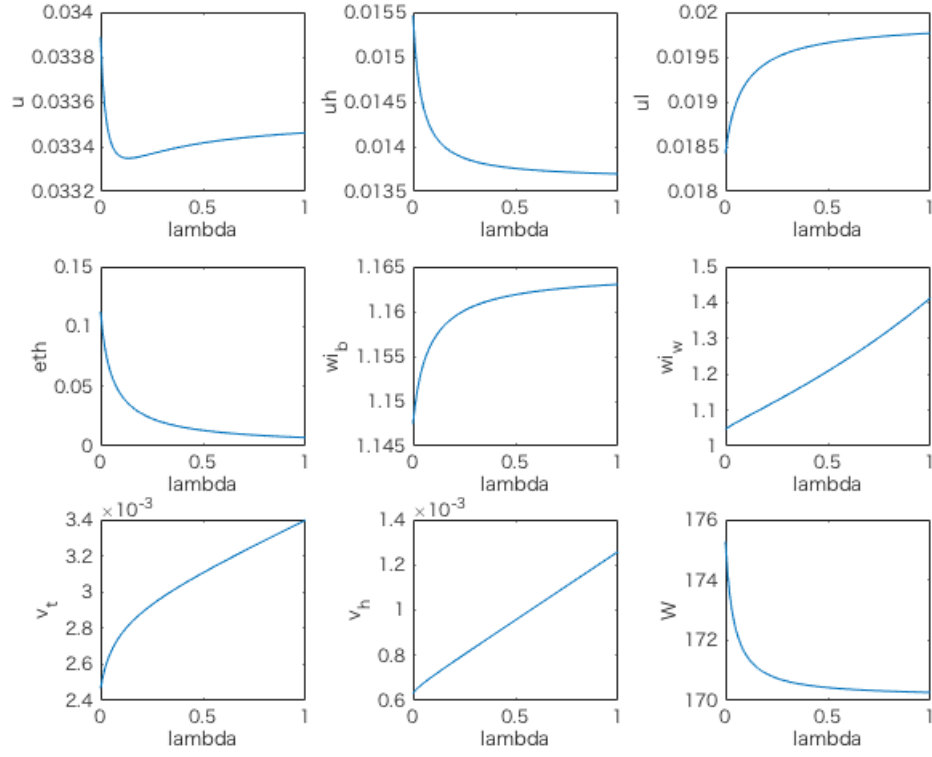 0.034
0.0338
0.0336
0.0334
0.0332
u
0 0.5 1
lambda
0.0155
0.015
0.0145
0.014
0.0135
uh
0 0.5 1
lambda
0.02
0.0195
0.019
0.0185
0.018
ul
0 0.5 1
lambda
0.15
0.1
0.05
0
eth
0 0.5 1
lambda
1.165
1.16
1.155
1.15
1.145
wi_b
0 0.5 1
lambda
1.5
1.4
1.3
1.2
1.1
1
wi_w
0 0.5 1
lambda
×10^-3
3.4
3.2
3
2.8
2.6
2.4
v_t
0 0.5 1
lambda
×10^-3
1.4
1.2
1
0.8
0.6
v_h
0 0.5 1
lambda
176
174
172
170
W
0 0.5 1
lambda